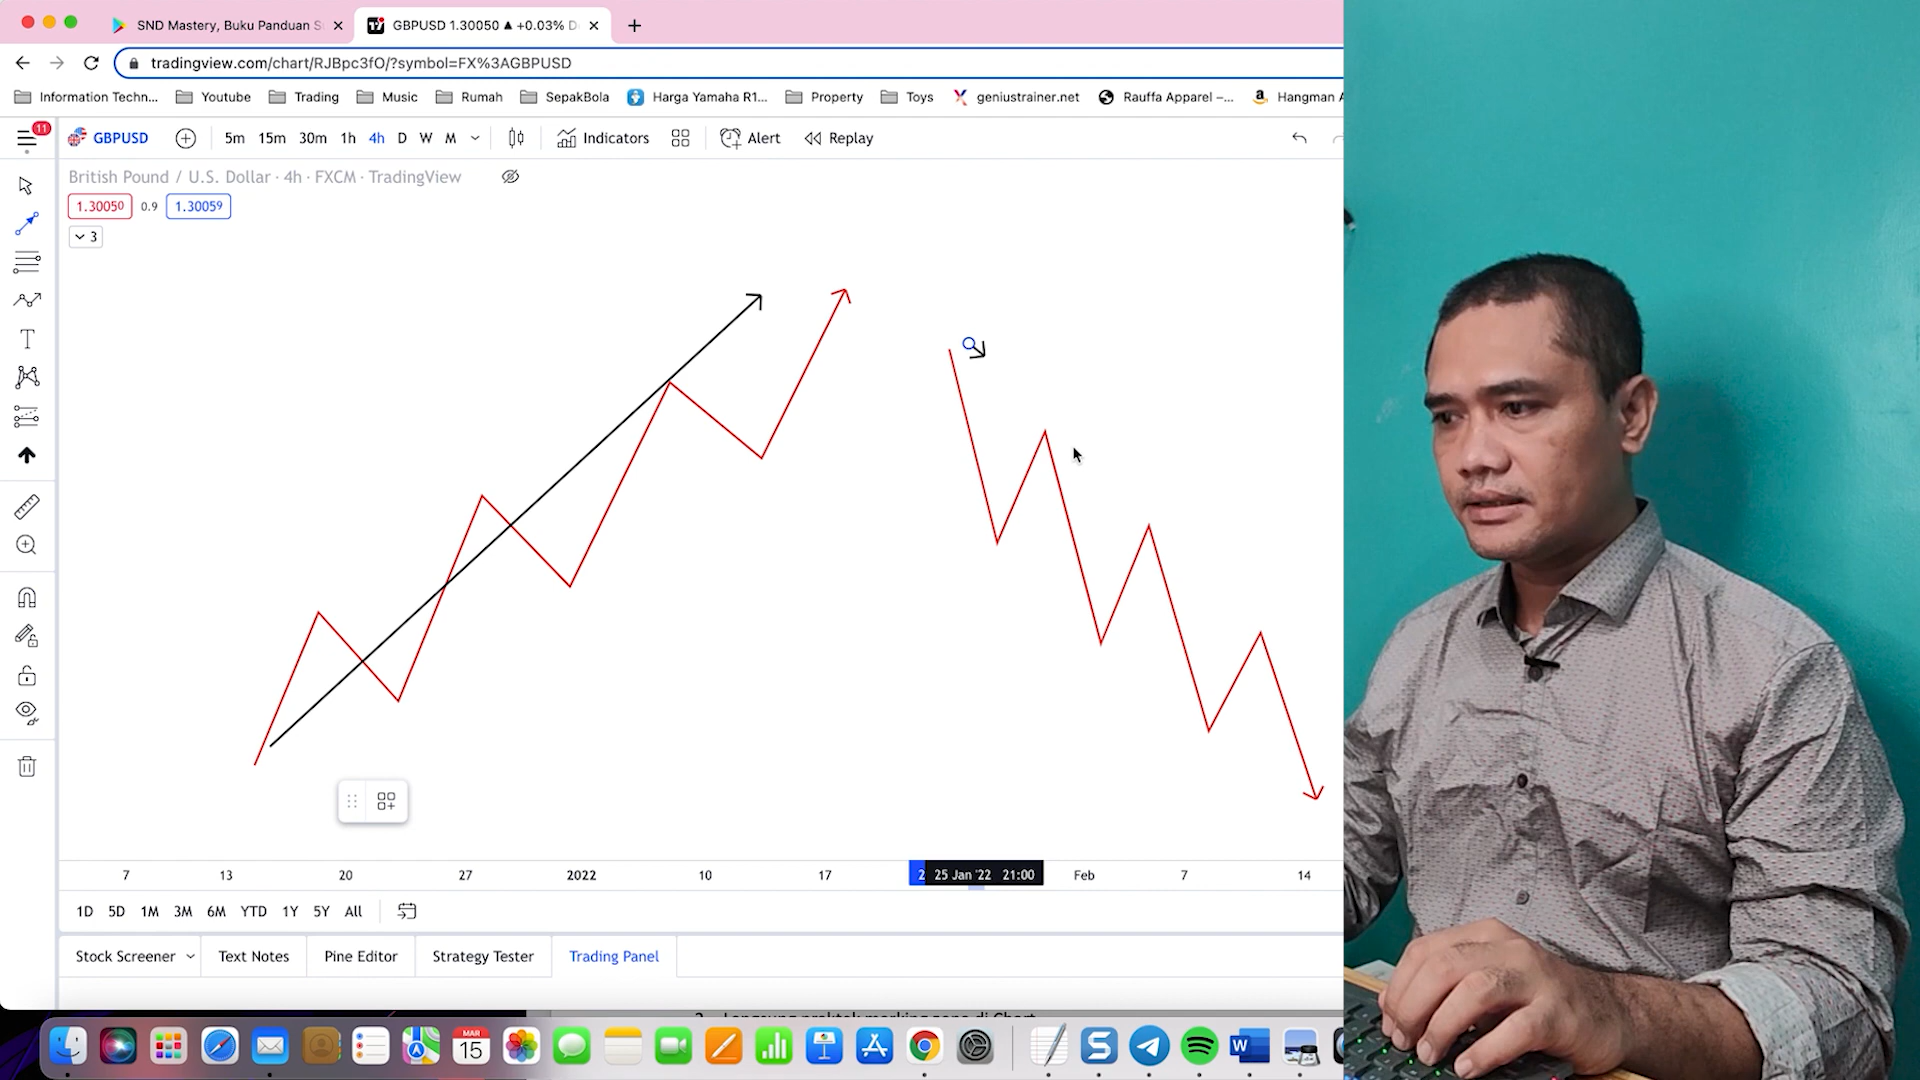 SND Mastery, Buku Panduan S
GBPUSD 1.30050 ▲ +0.03% D
tradingview.com/chart/RJBpc3fO/?symbol=FX%3AGBPUSD
Information Techn... Youtube Trading Music Rumah SepakBola Harga Yamaha R1... Property Toys geniustrainer.net Rauffa Apparel –... Hangman A
11
GBPUSD 5m 15m 30m 1h 4h D W M Indicators Alert Replay
British Pound / U.S. Dollar · 4h · FXCM · TradingView
1.30050 0.9 1.30059
3
7 13 20 27 2022 10 17 2 25 Jan '22 21:00 Feb 7 14
1D 5D 1M 3M 6M YTD 1Y 5Y All
Stock Screener Text Notes Pine Editor Strategy Tester Trading Panel
MAR
15